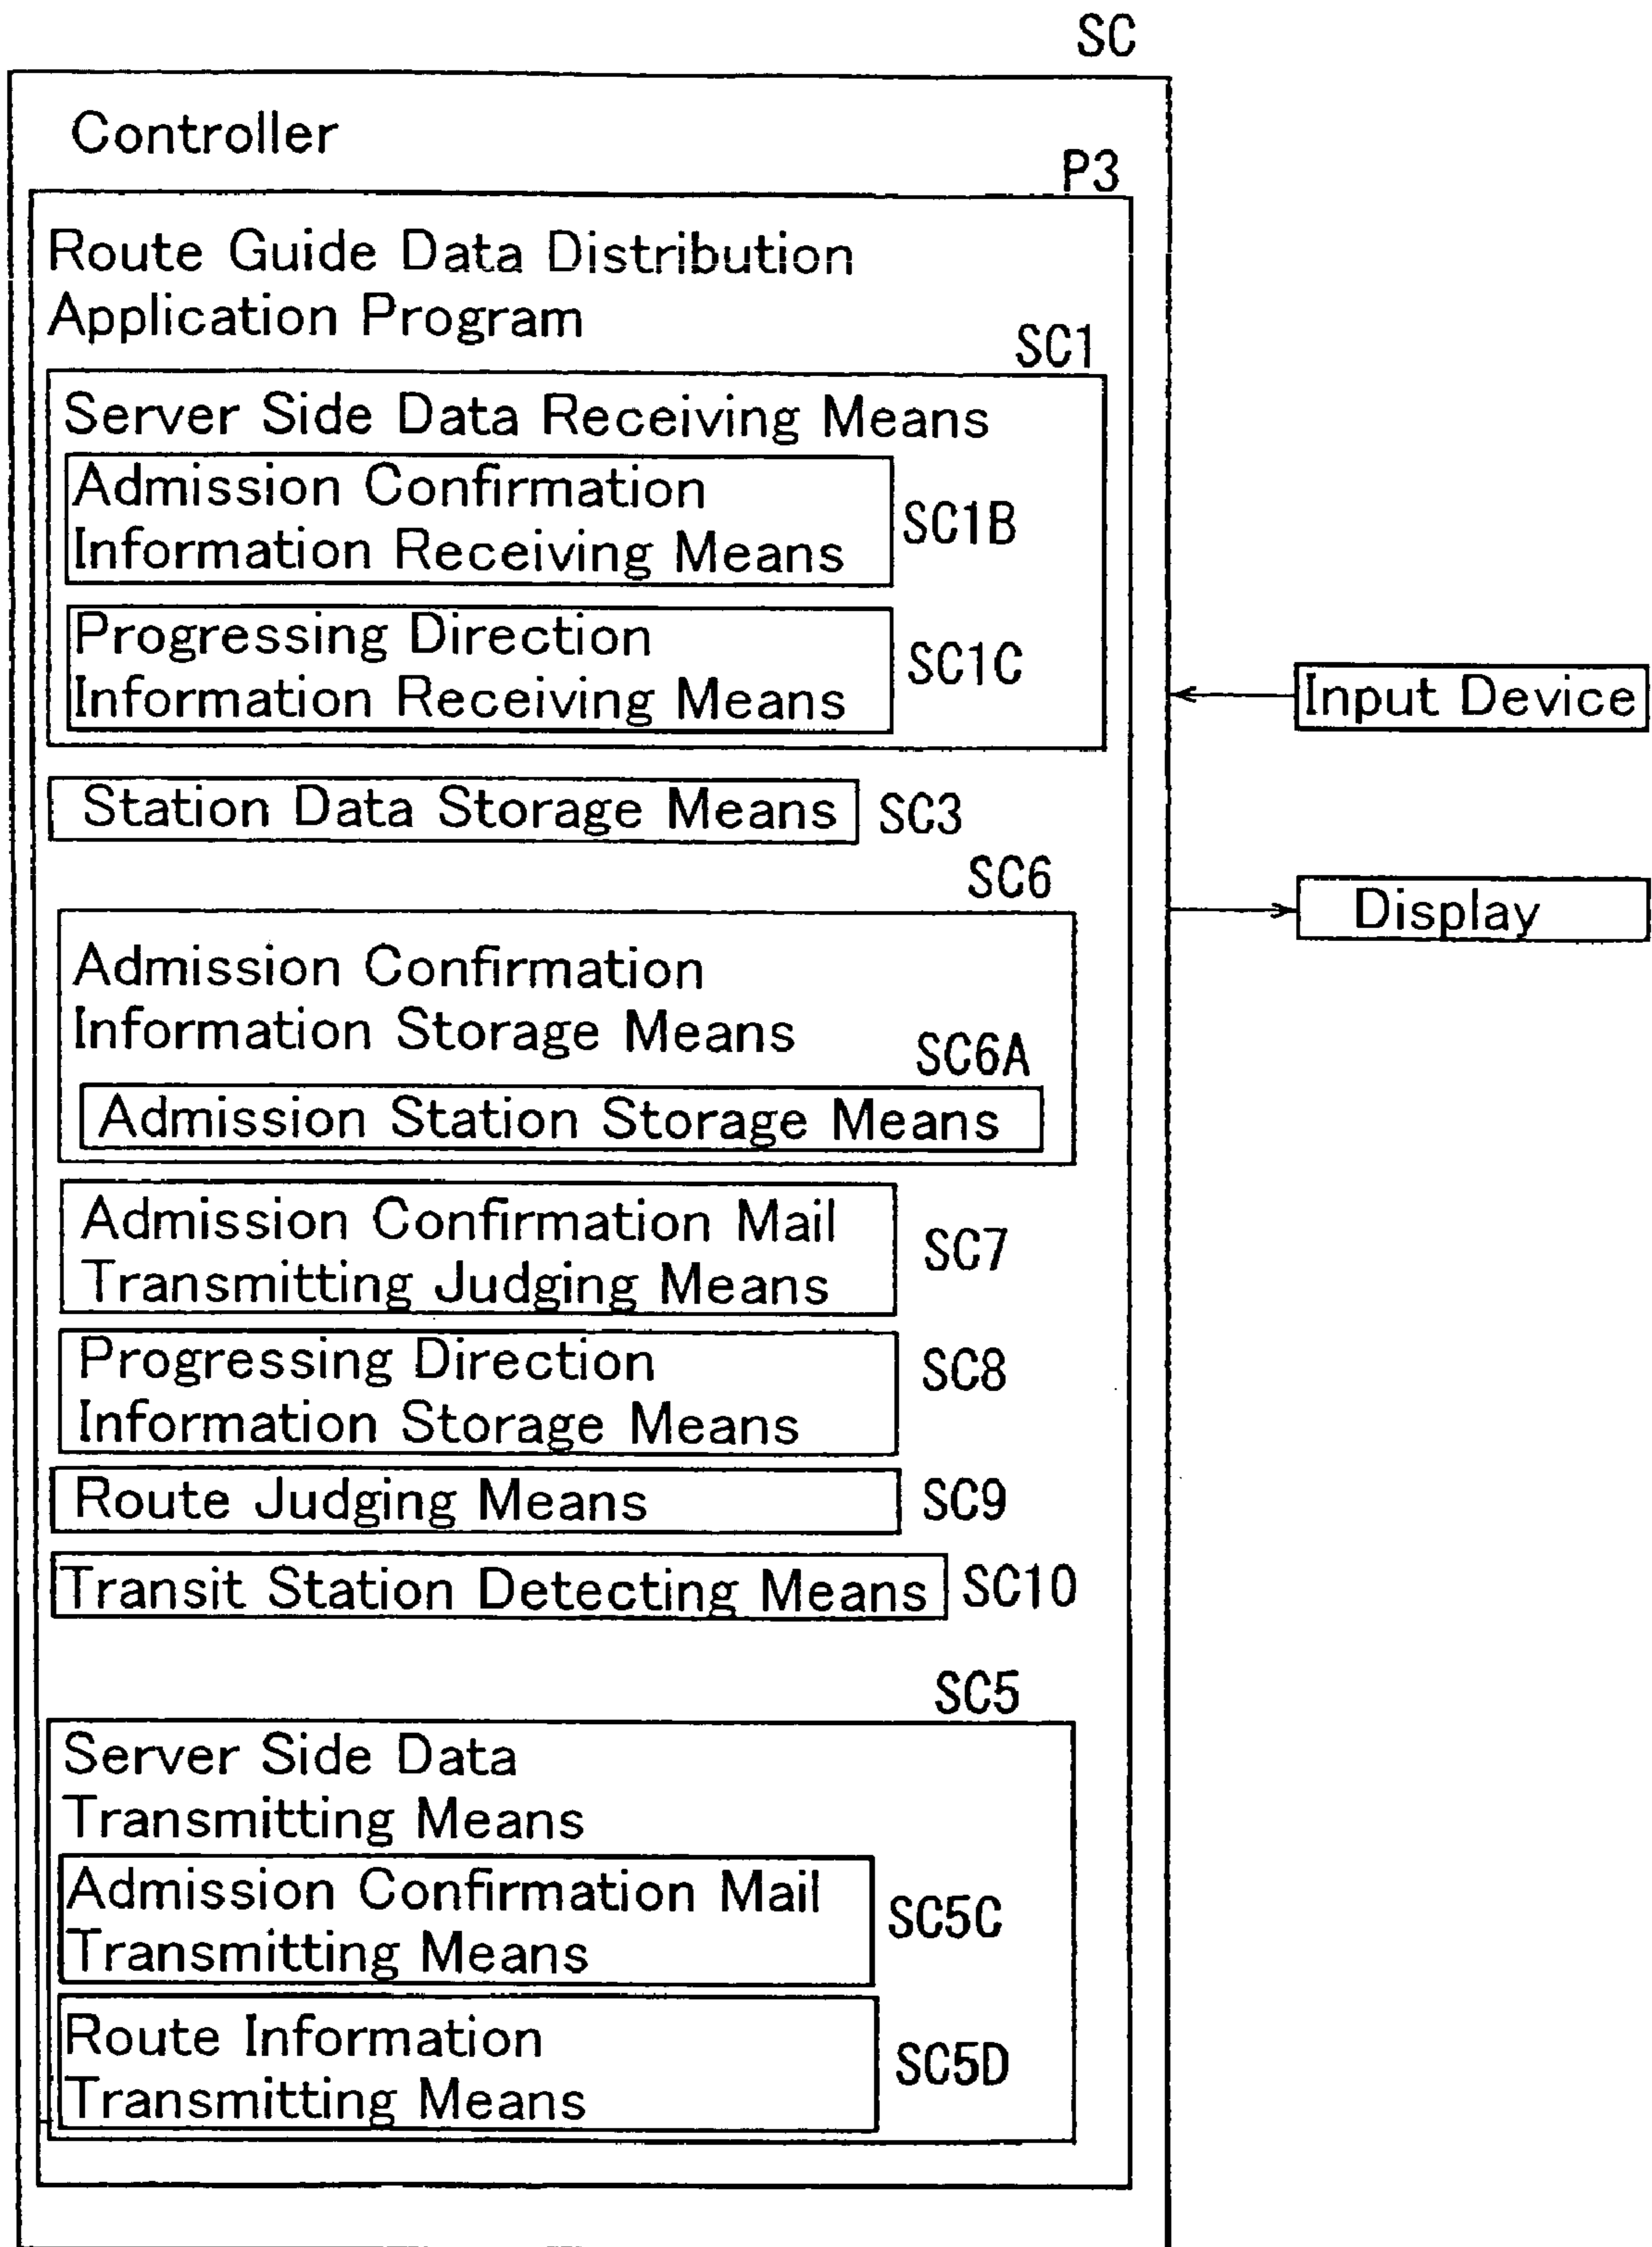 SC
Controller
P3
Route Guide Data Distribution
Application Program
SC1
Server Side Data Receiving Means
Admission Confirmation
Information Receiving Means
SC1B
Progressing Direction
Information Receiving Means
SC1C
Input Device
Station Data Storage Means
SC3
SC6
Display
Admission Confirmation
Information Storage Means
SC6A
Admission Station Storage Means
Admission Confirmation Mail
Transmitting Judging Means
SC7
Progressing Direction
Information Storage Means
SC8
Route Judging Means
SC9
Transit Station Detecting Means
SC10
SC5
Server Side Data
Transmitting Means
Admission Confirmation Mail
Transmitting Means
SC5C
Route Information
Transmitting Means
SC5D